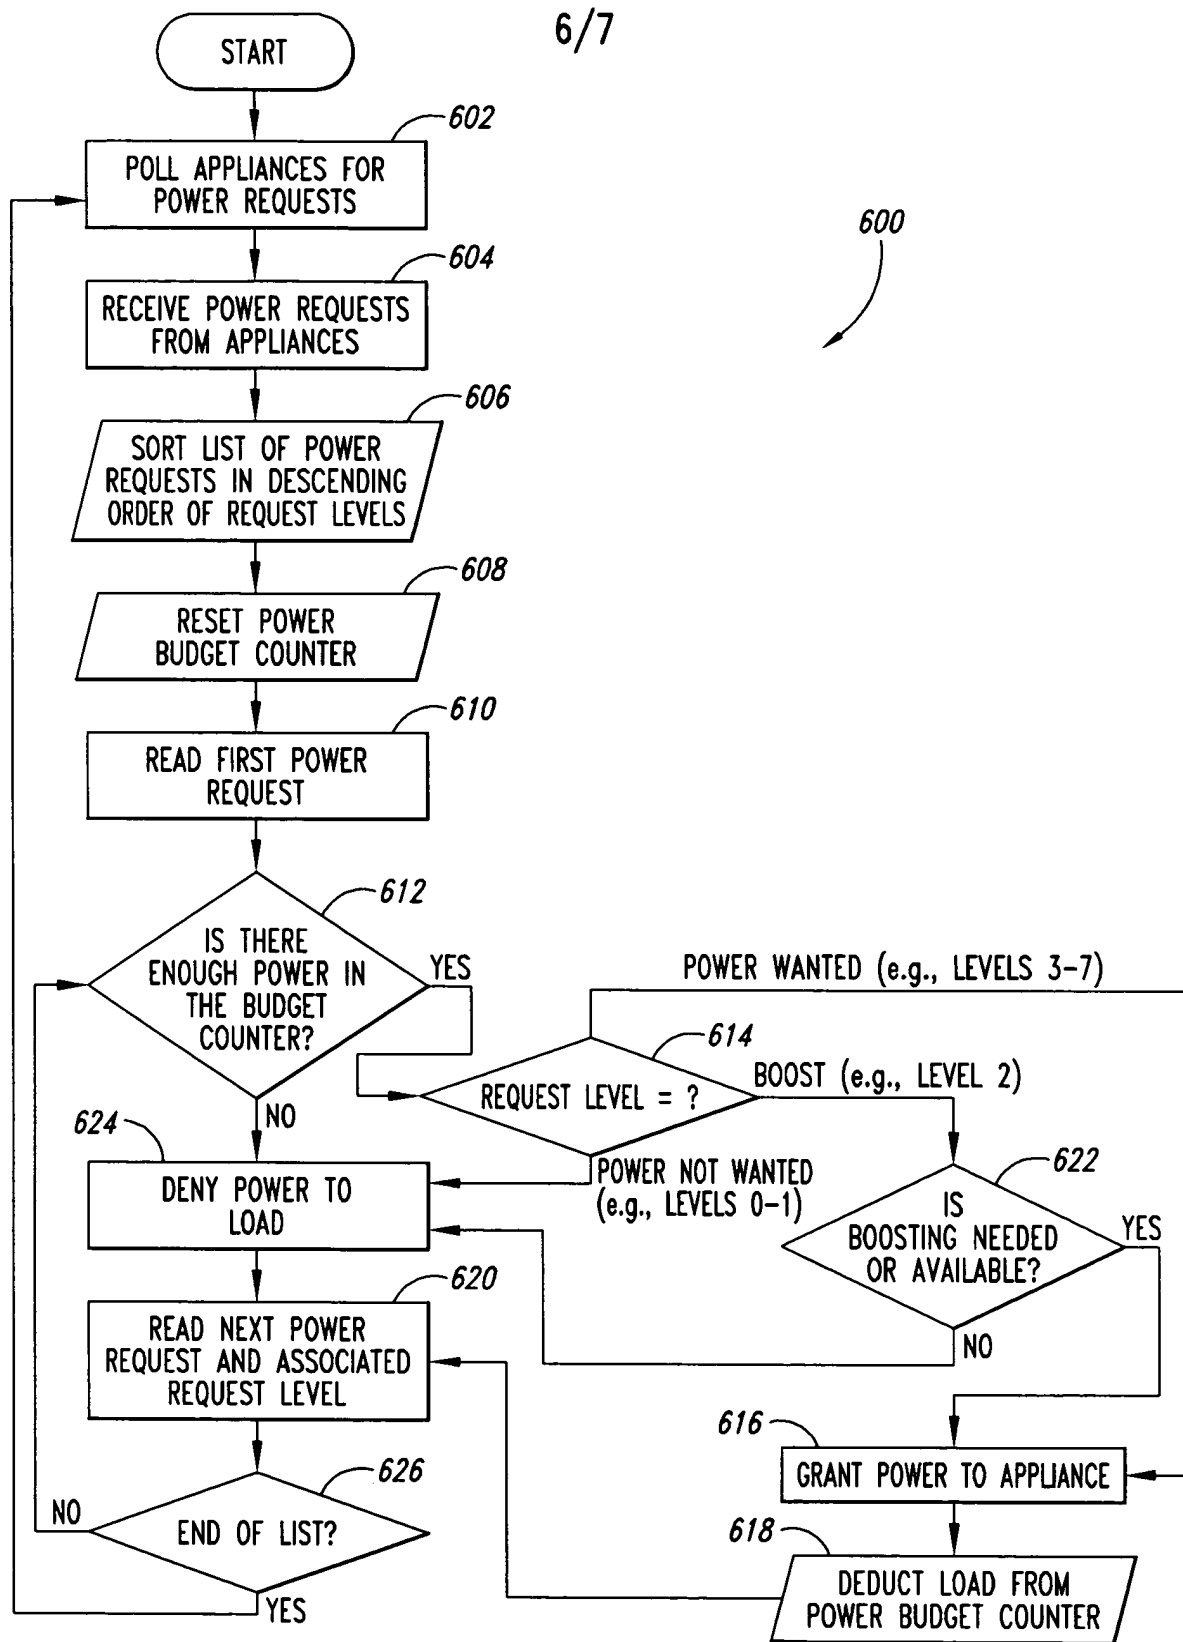 6/7
START
602
POLL APPLIANCES FOR
POWER REQUESTS
600
604
RECEIVE POWER REQUESTS
FROM APPLIANCES
606
SORT LIST OF POWER
REQUESTS IN DESCENDING
ORDER OF REQUEST LEVELS
608
RESET POWER
BUDGET COUNTER
610
READ FIRST POWER
REQUEST
612
IS THERE
ENOUGH POWER IN
THE BUDGET
COUNTER?
YES
NO
POWER WANTED (e.g., LEVELS 3-7)
614
REQUEST LEVEL = ?
BOOST (e.g., LEVEL 2)
POWER NOT WANTED
(e.g., LEVELS 0-1)
622
IS
BOOSTING NEEDED
OR AVAILABLE?
YES
NO
624
DENY POWER TO
LOAD
620
READ NEXT POWER
REQUEST AND ASSOCIATED
REQUEST LEVEL
616
GRANT POWER TO APPLIANCE
626
END OF LIST?
NO
YES
618
DEDUCT LOAD FROM
POWER BUDGET COUNTER